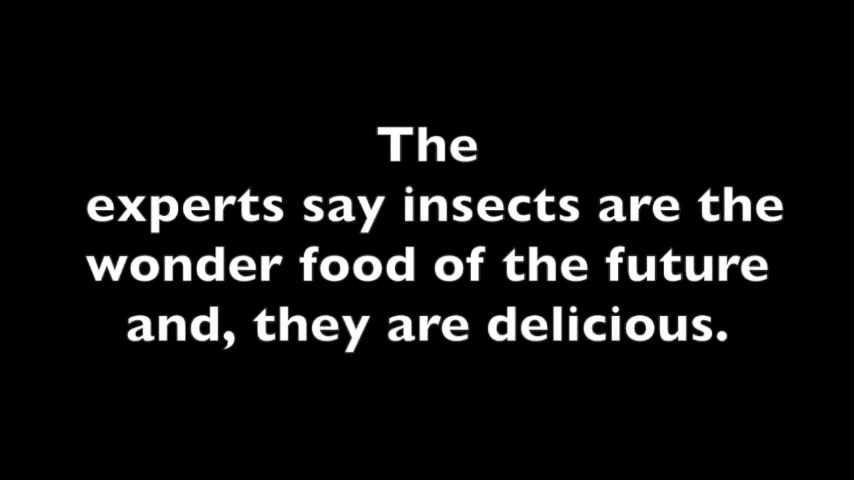 The
experts say insects are the
wonder food of the future
and, they are delicious.